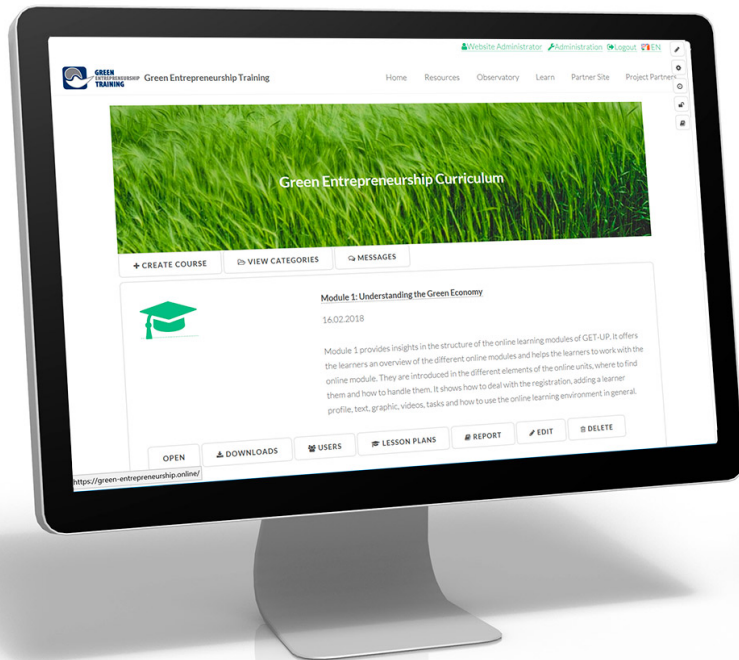 Website Administrator Administration Logout EN
GREEN
ENTREPRENEURSHIP
TRAINING
Green Entrepreneurship Training
Home Resources Observatory Learn Partner Site Project Partners
Green Entrepreneurship Curriculum
CREATE COURSE VIEW CATEGORIES MESSAGES
Module 1: Understanding the Green Economy
16.02.2018
Module 1 provides insights in the structure of the online learning modules of GET-UP. It offers
the learners an overview of the different online modules and helps the learners to work with the
online module. They are introduced in the different elements of the online units, where to find
them and how to handle them. It shows how to deal with the registration, adding a learner
profile, text, graphic, videos, tasks and how to use the online learning environment in general.
OPEN DOWNLOADS USERS LESSON PLANS REPORT EDIT DELETE
https://green-entrepreneurship.online/